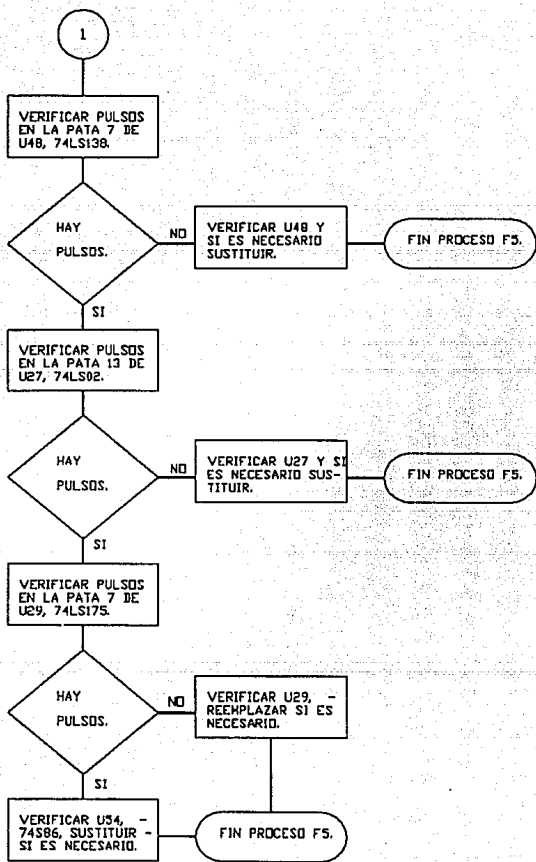 1
VERIFICAR PULSOS
EN LA PATA 7 DE
U48, 74LS138.
HAY
PULSOS.
NO
VERIFICAR U48 Y
SI ES NECESARIO
SUSTITUIR.
FIN PROCESO F5.
SI
VERIFICAR PULSOS
EN LA PATA 13 DE
U27, 74LS02.
HAY
PULSOS.
NO
VERIFICAR U27 Y SI
ES NECESARIO SUS-
TITUIR.
FIN PROCESO F5.
SI
VERIFICAR PULSOS
EN LA PATA 7 DE
U29, 74LS175.
HAY
PULSOS.
NO
VERIFICAR U29, -
REEMPLAZAR SI ES
NECESARIO.
SI
VERIFICAR U54, -
74S86, SUSTITUIR -
SI ES NECESARIO.
FIN PROCESO F5.